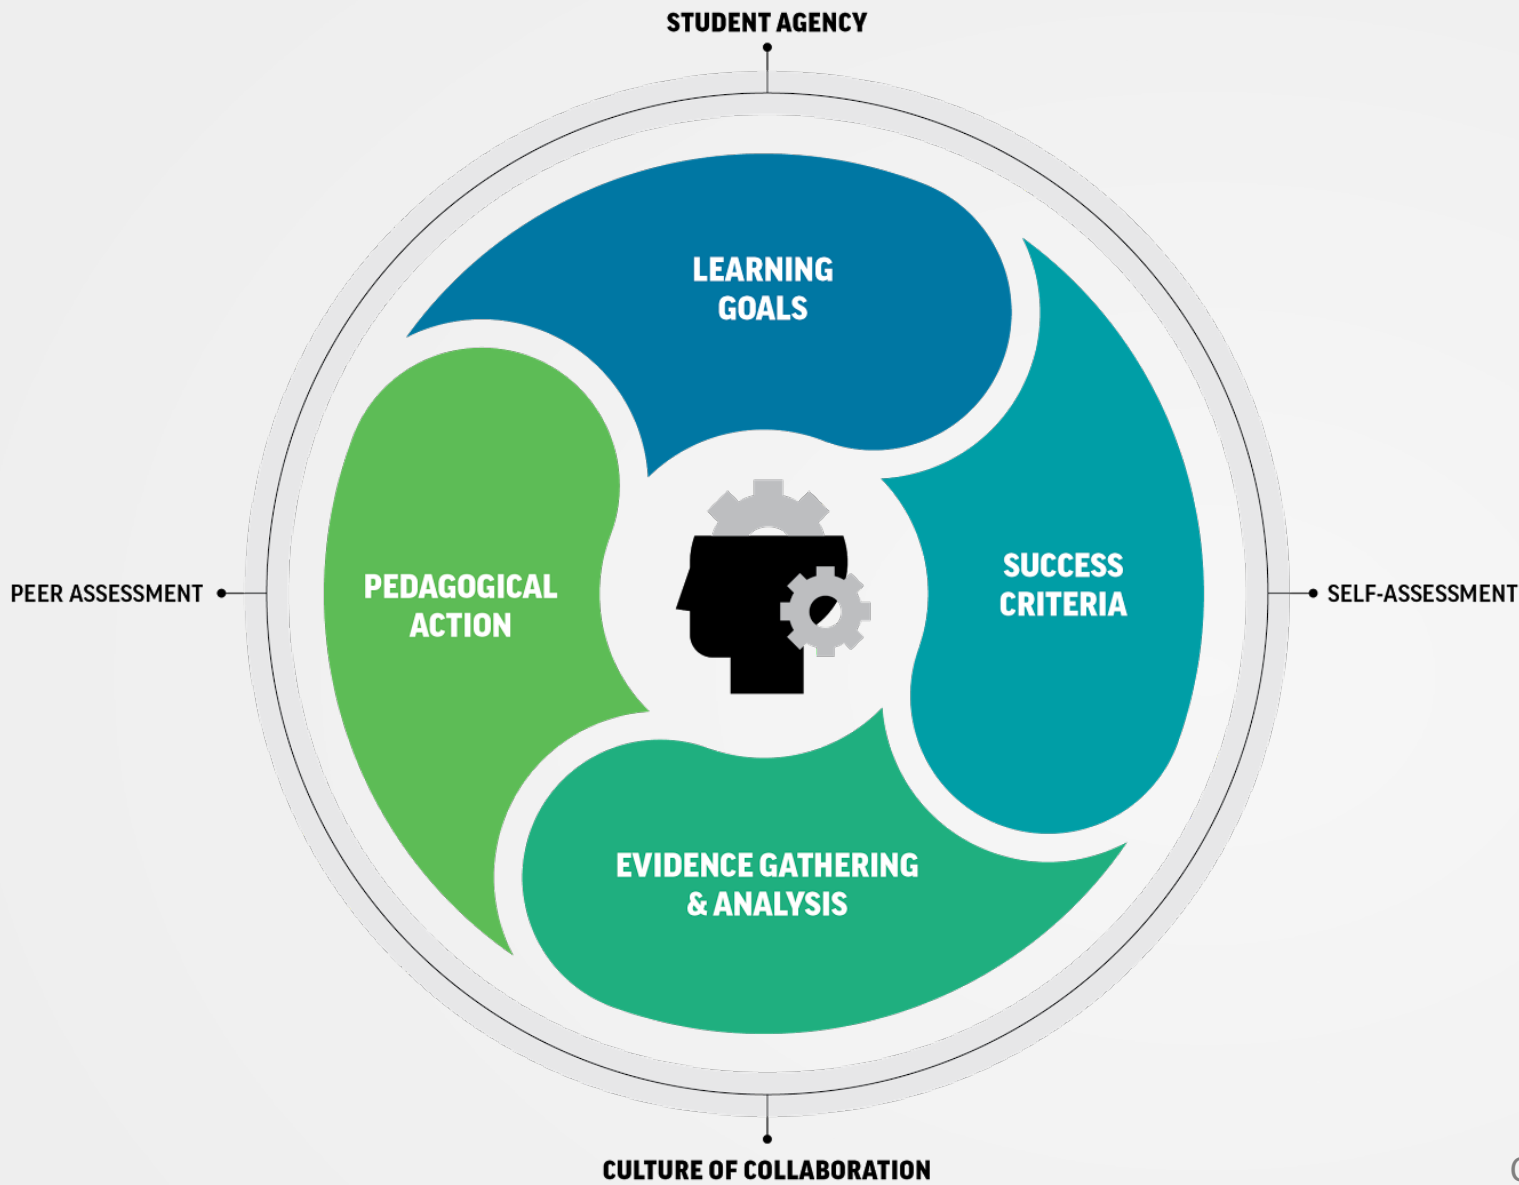 STUDENT AGENCY
LEARNING
GOALS
SUCCESS
CRITERIA
PEDAGOGICAL
ACTION
PEER ASSESSMENT
SELF-ASSESSMENT
EVIDENCE GATHERING
& ANALYSIS
CULTURE OF COLLABORATION